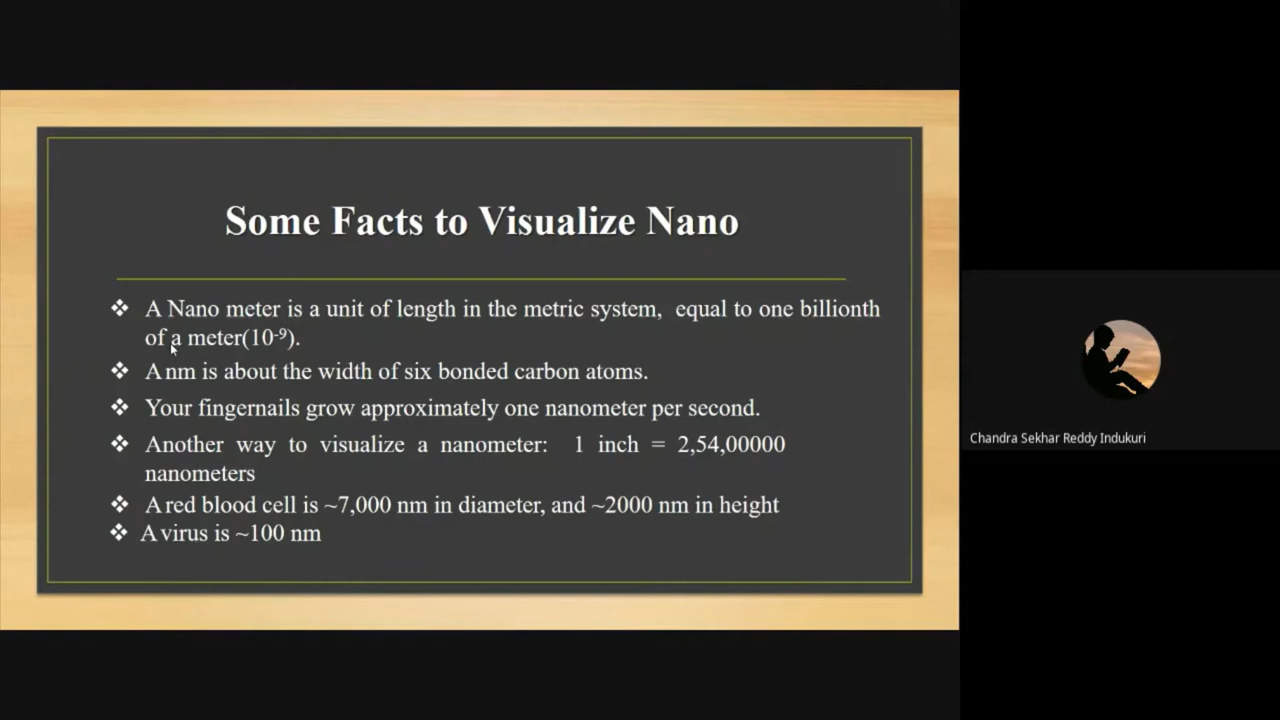 Some Facts to Visualize Nano
❖ A Nano meter is a unit of length in the metric system, equal to one billionth
of a meter(10⁻⁹).
❖ A nm is about the width of six bonded carbon atoms.
❖ Your fingernails grow approximately one nanometer per second.
❖ Another way to visualize a nanometer: 1 inch = 2,54,00000
nanometers
❖ A red blood cell is ~7,000 nm in diameter, and ~2000 nm in height
❖ A virus is ~100 nm
Chandra Sekhar Reddy Indukuri